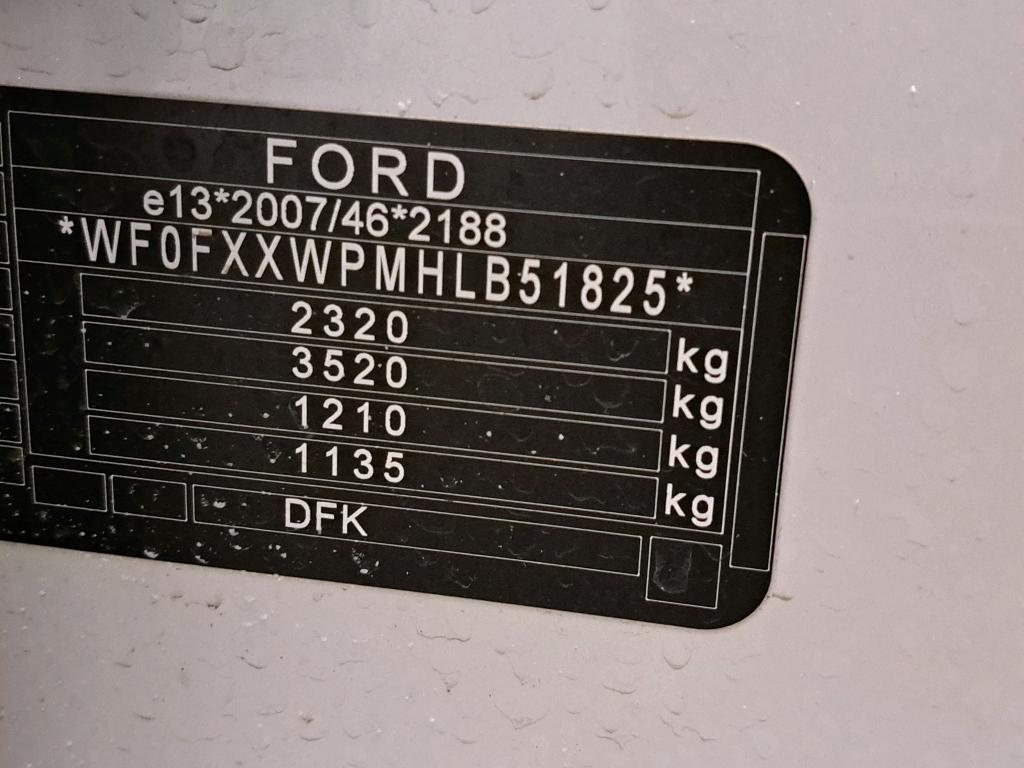 FORD
e13*2007/46*2188
*WF0FXXWPMHLB51825*
2320 kg
3520 kg
1210 kg
1135 kg
DFK